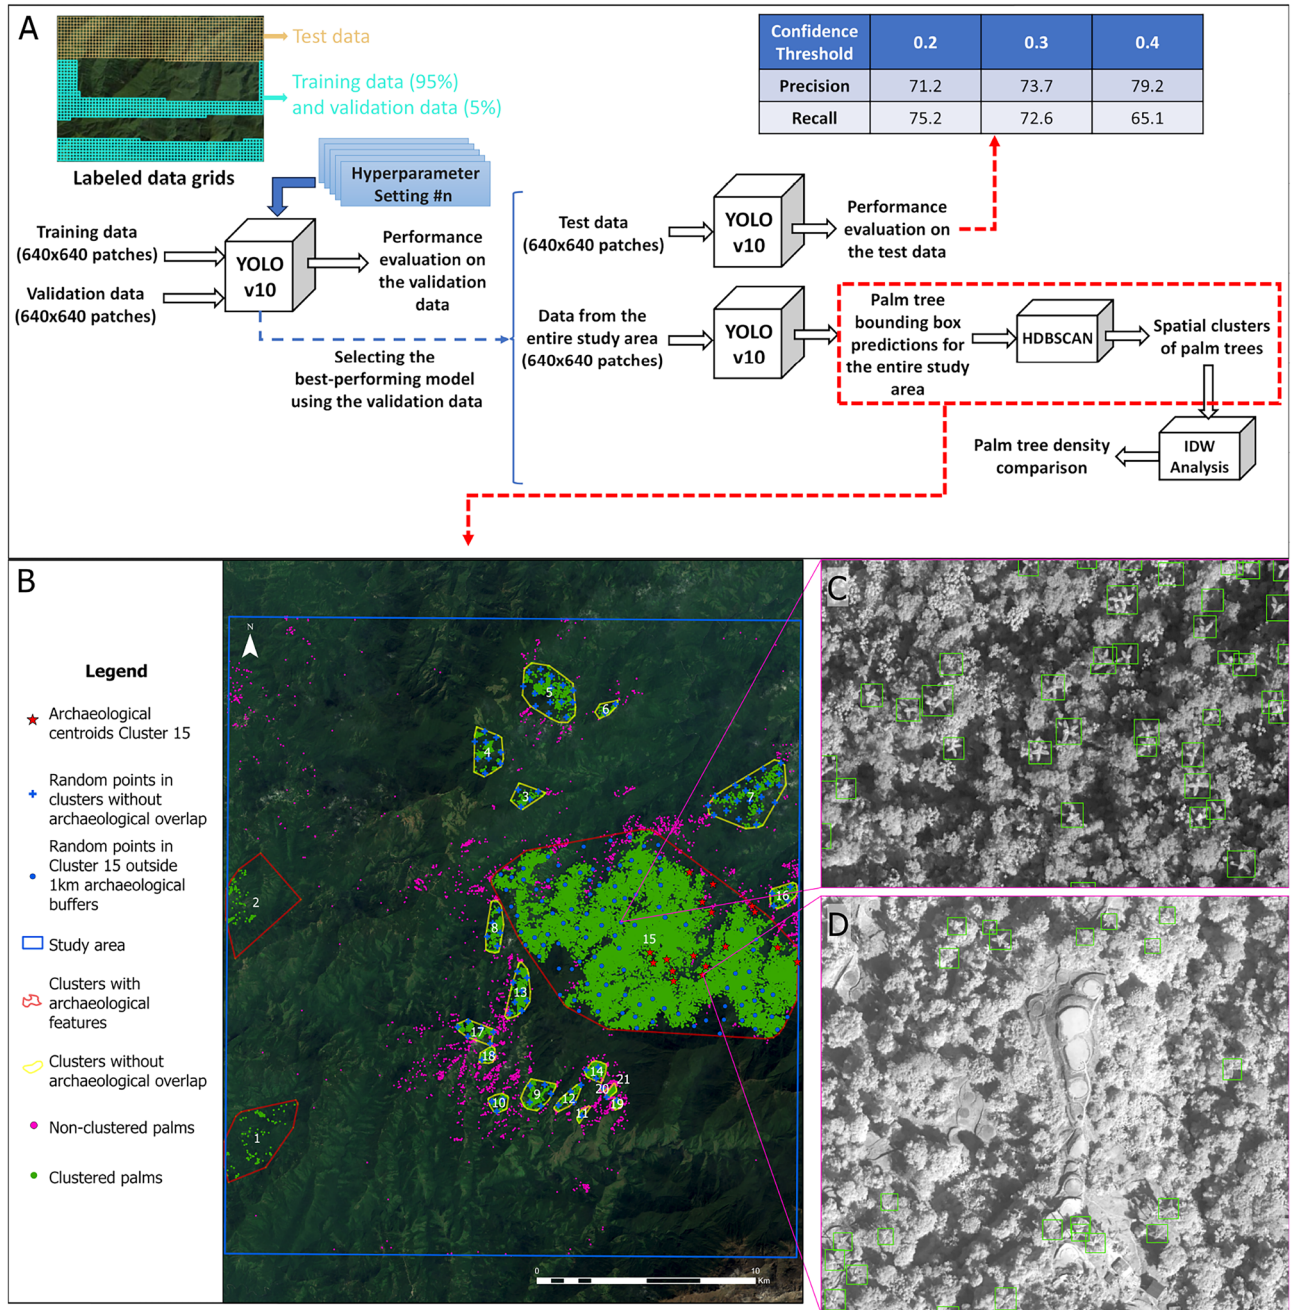 A
Test data
Training data (95%)
and validation data (5%)
Labeled data grids
Hyperparameter
Setting #n
Training data
(640x640 patches)
Validation data
(640x640 patches)
YOLO
v10
Performance
evaluation on
the validation
data
Selecting the
best-performing model
using the validation data
Confidence
Threshold
0.2
0.3
0.4
Precision
71.2
73.7
79.2
Recall
75.2
72.6
65.1
Test data
(640x640 patches)
YOLO
v10
Performance
evaluation on
the test data
Data from the
entire study area
(640x640 patches)
YOLO
v10
Palm tree
bounding box
predictions for
the entire study
area
HDBSCAN
Spatial clusters
of palm trees
IDW
Analysis
Palm tree density
comparison
B
Legend
Archaeological
centroids Cluster 15
Random points in
clusters without
archaeological overlap
Random points in
Cluster 15 outside
1km archaeological
buffers
Study area
Clusters with
archaeological
features
Clusters without
archaeological overlap
Non-clustered palms
Clustered palms
N
5
6
4
3
7
2
16
8
15
13
17
18
14
21
20
9
12
10
19
11
1
0
10
Km
C
D